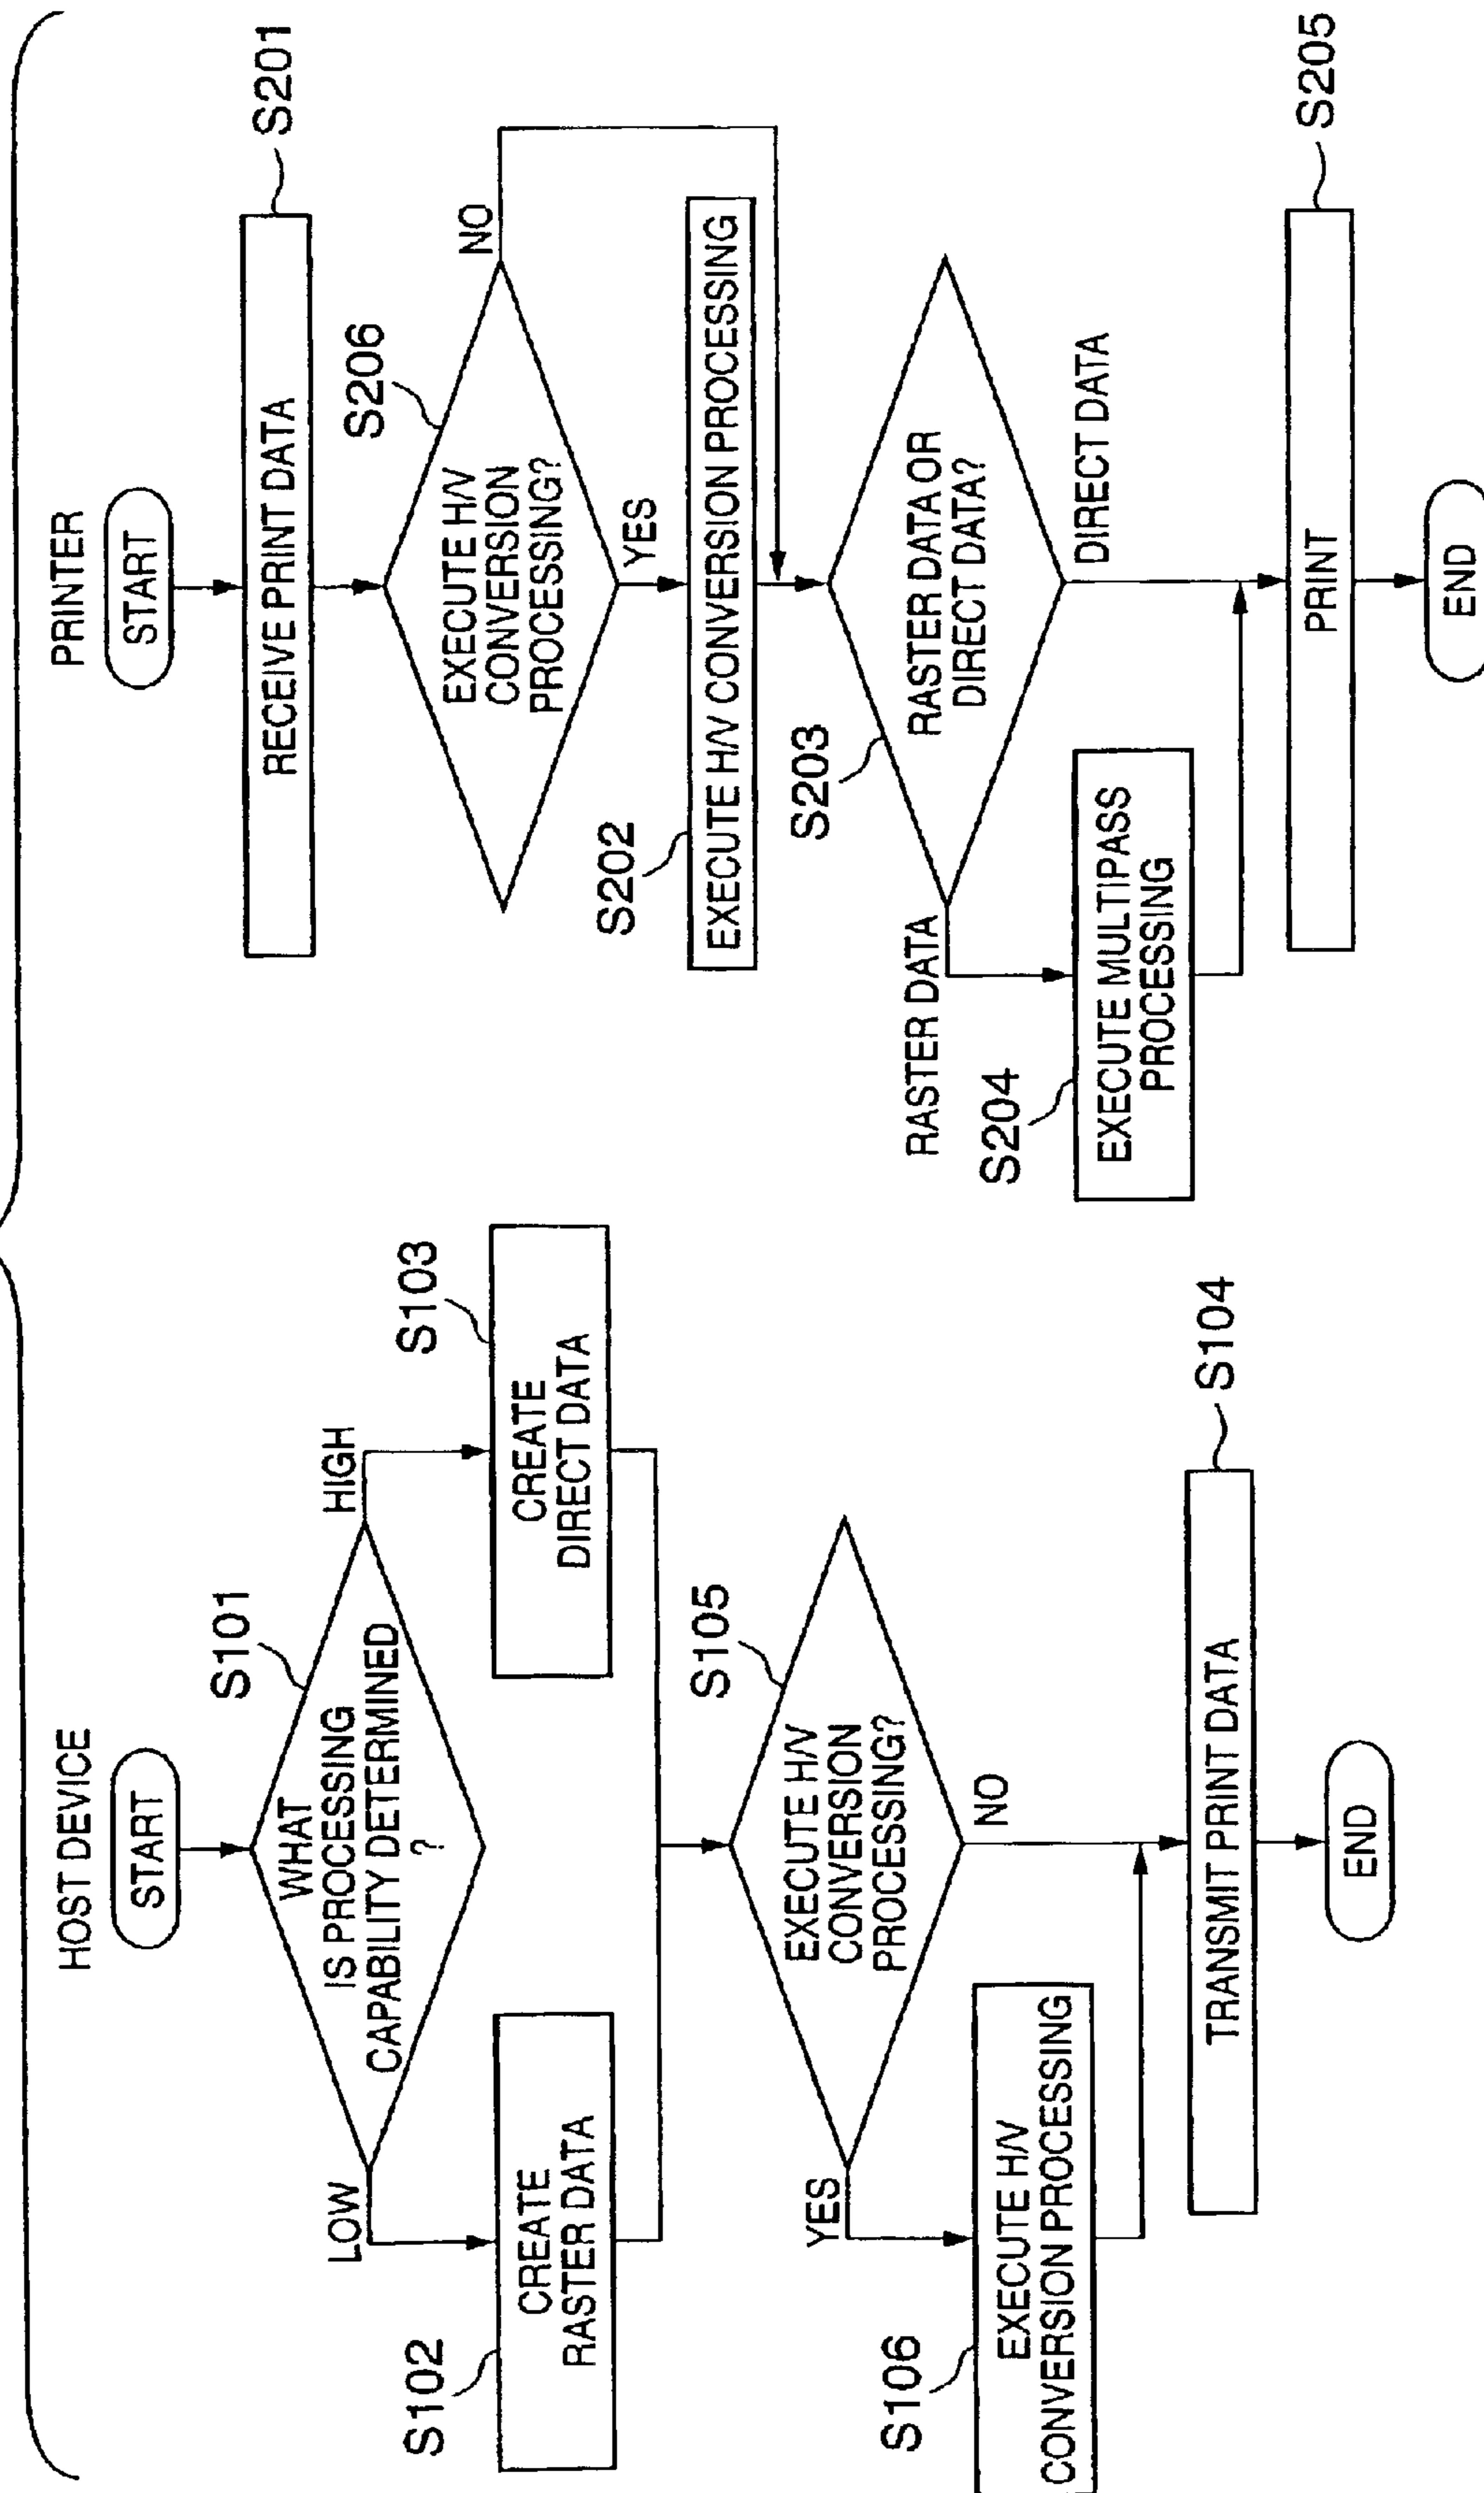 HOST DEVICE
START
S101
WHAT
IS PROCESSING
CAPABILITY DETERMINED
?
LOW
HIGH
S102
CREATE
RASTER DATA
S103
CREATE
DIRECT DATA
S105
EXECUTE H/V
CONVERSION
PROCESSING?
YES
NO
S106
EXECUTE H/V
CONVERSION PROCESSING
S104
TRANSMIT PRINT DATA
END
PRINTER
START
S201
RECEIVE PRINT DATA
S206
EXECUTE H/V
CONVERSION
PROCESSING?
NO
YES
S202
EXECUTE H/V CONVERSION PROCESSING
S203
RASTER DATA OR
DIRECT DATA?
RASTER DATA
DIRECT DATA
S204
EXECUTE MULTIPASS
PROCESSING
S205
PRINT
END